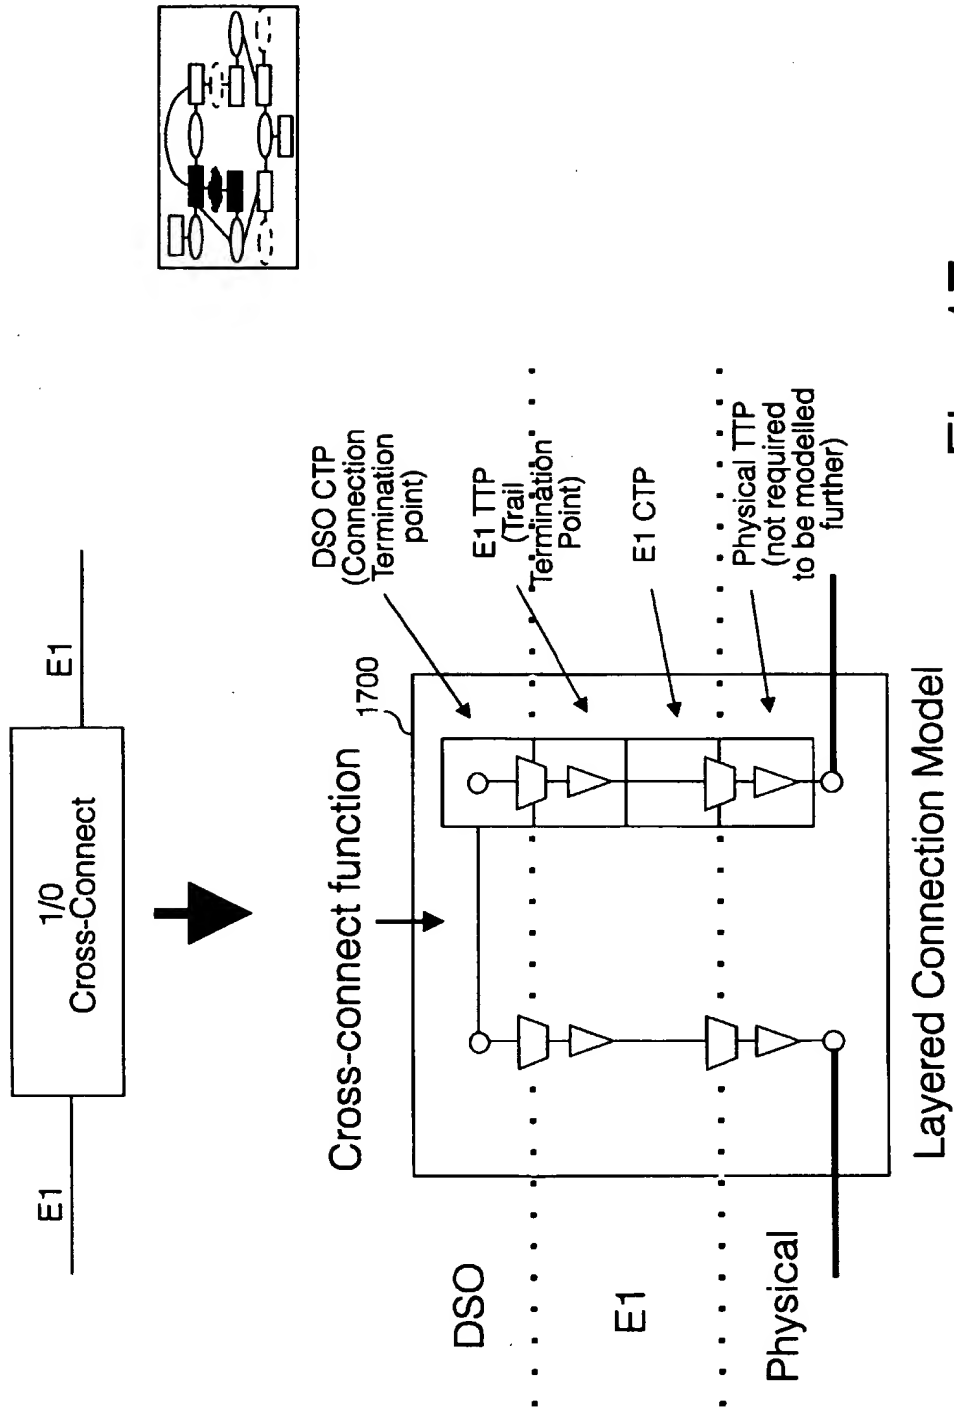 E1
1/0
Cross-Connect
E1
Cross-connect function
1700
DSO CTP
(Connection
Termination
point)
E1 TTP
(Trail
Termination
Point)
E1 CTP
Physical TTP
(not required
to be modelled
further)
DSO
E1
Physical
Layered Connection Model